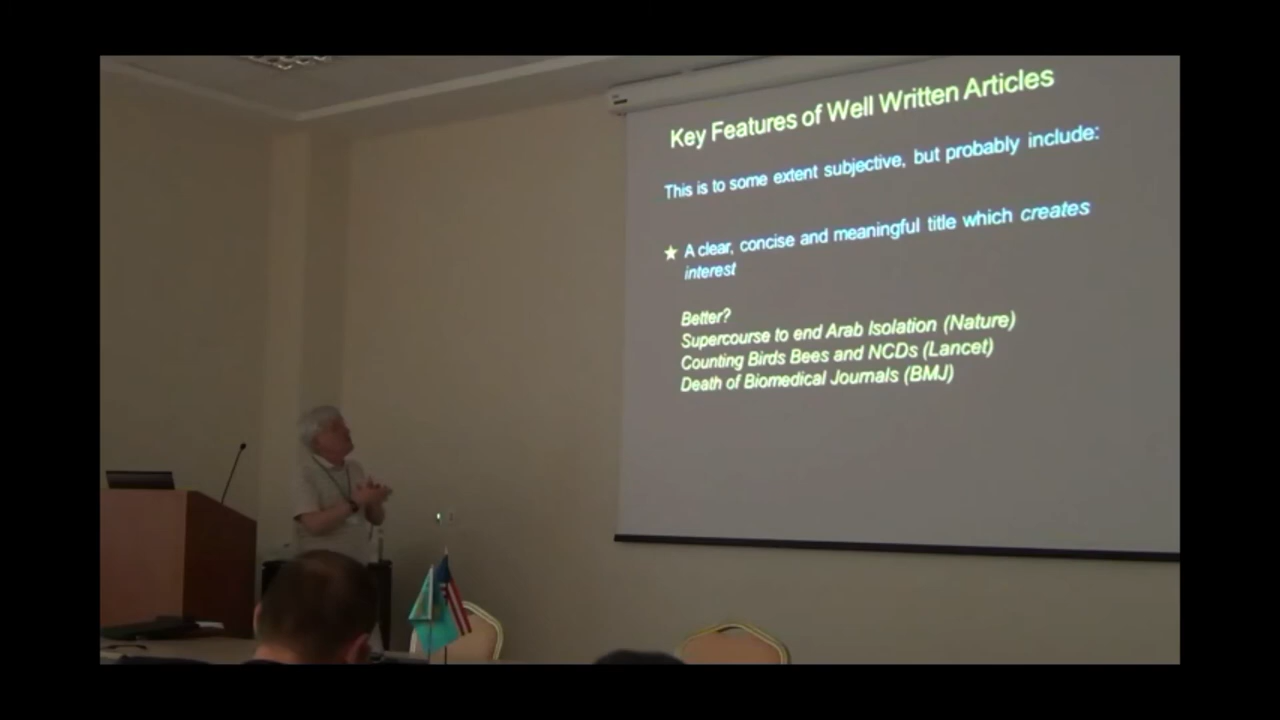 Key Features of Well Written Articles
This is to some extent subjective, but probably include:
A clear, concise and meaningful title which creates
interest
Better?
Supercourse to end Arab Isolation (Nature)
Counting Birds Bees and NCDs (Lancet)
Death of Biomedical Journals (BMJ)